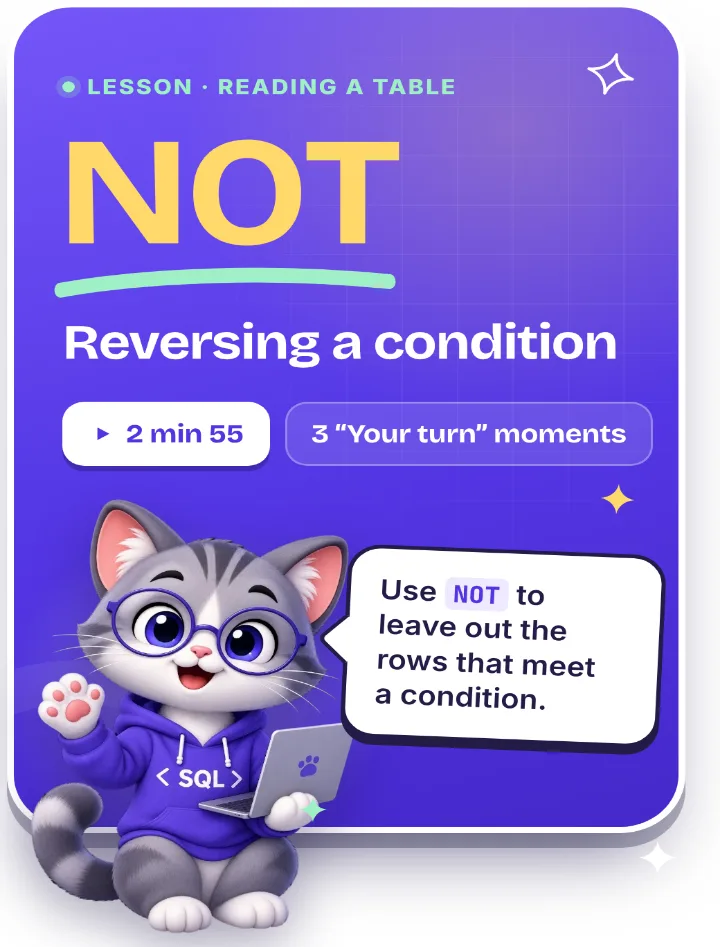 LESSON · READING A TABLE
NOT
Reversing a condition
2 min 55
3 “Your turn” moments
Use NOT to
leave out the
rows that meet
a condition.
< SQL >